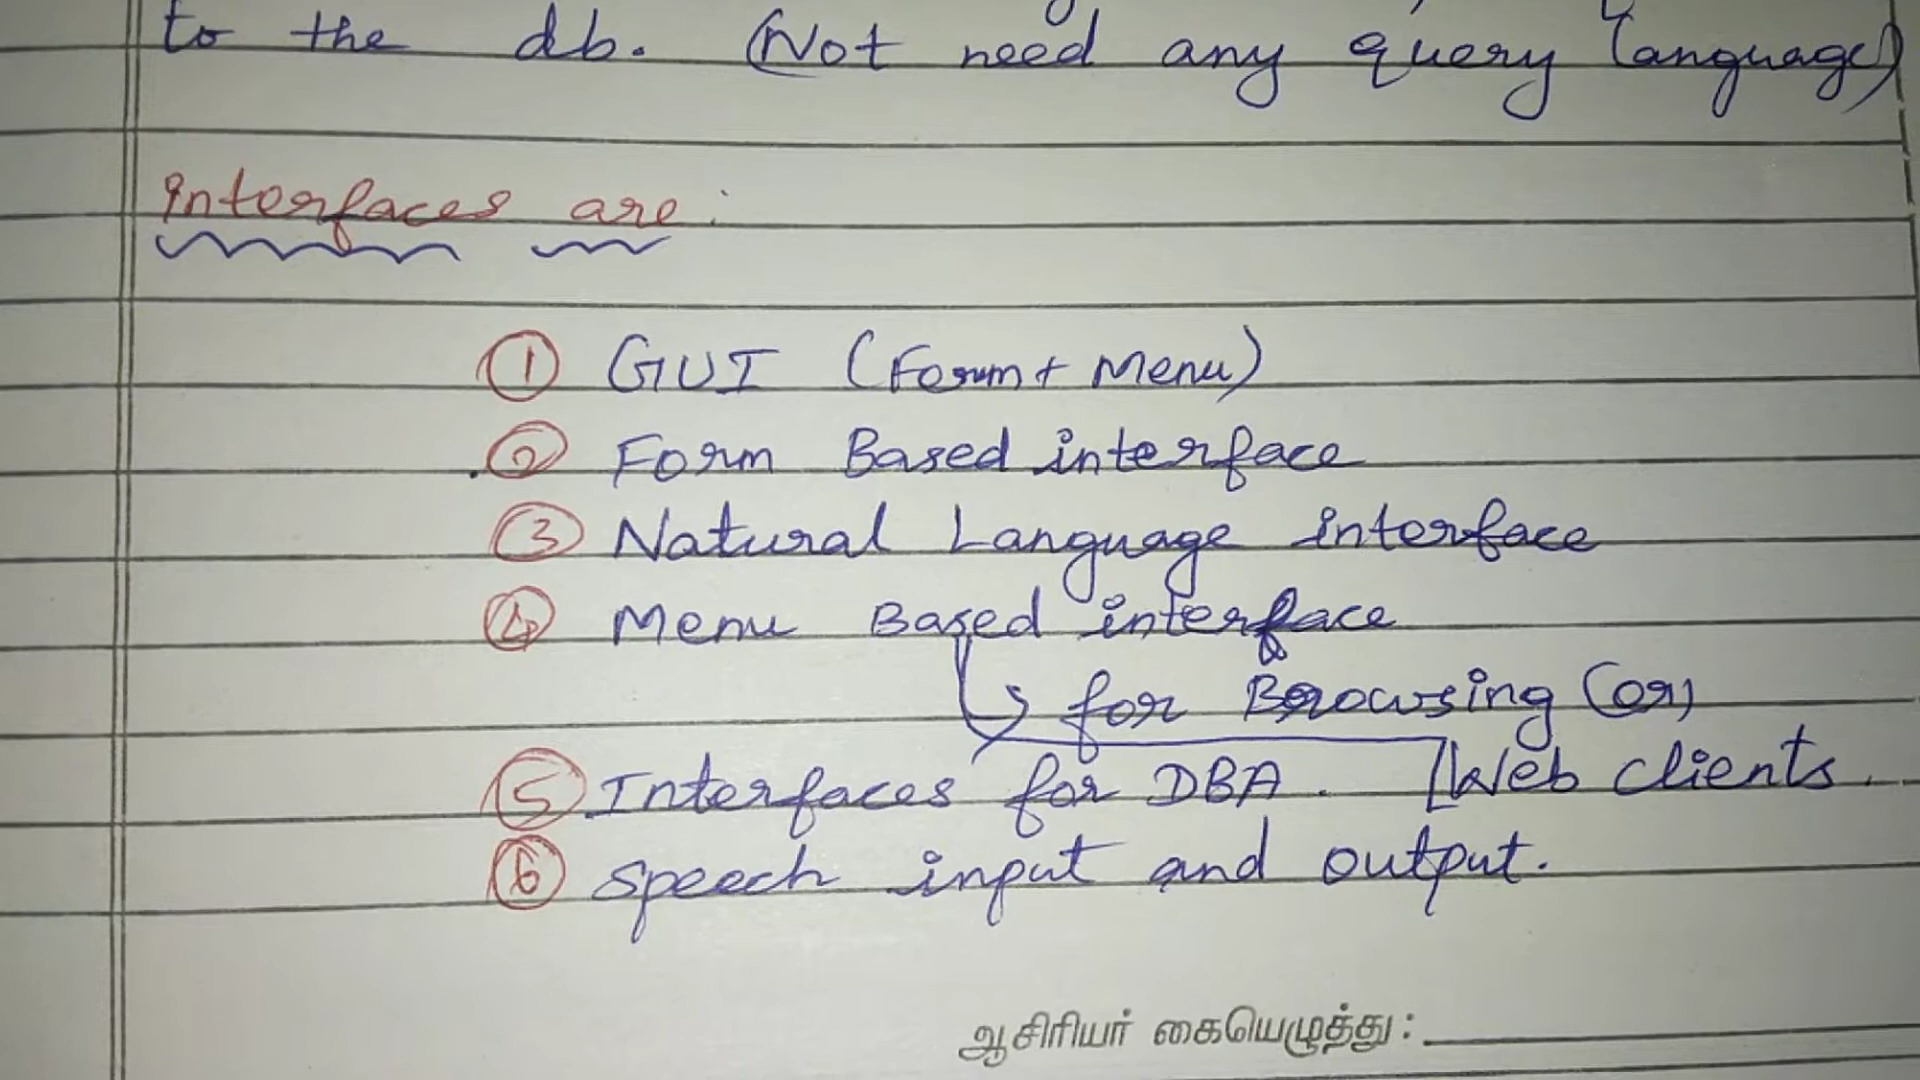 to the db. (Not need any query language)
Interfaces are:
① GUI (Form + Menu)
② Form Based interface
③ Natural Language interface
④ Menu Based interface
↳ for Browsing (or)
⑤ Interfaces for DBA. [Web clients.
⑥ speech input and output.
ஆசிரியர் கையெழுத்து :